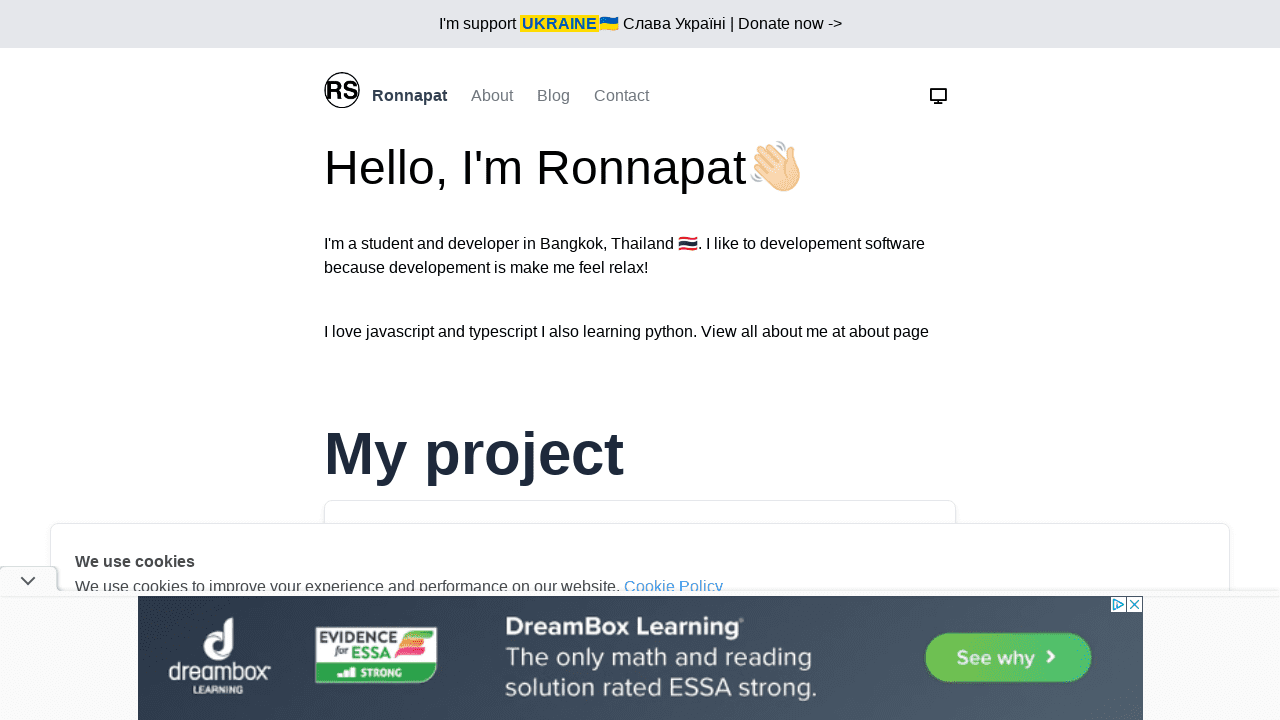 I'm support UKRAINE🇺🇦 Слава Україні | Donate now ->
RS Ronnapat About Blog Contact
Hello, I'm Ronnapat👋🏻
I'm a student and developer in Bangkok, Thailand 🇹🇭. I like to developement software
because developement is make me feel relax!
I love javascript and typescript I also learning python. View all about me at about page
My project
We use cookies
We use cookies to improve your experience and performance on our website. Cookie Policy
dreambox
LEARNING
EVIDENCE
for ESSA
STRONG
DreamBox Learning®
The only math and reading
solution rated ESSA strong.
See why